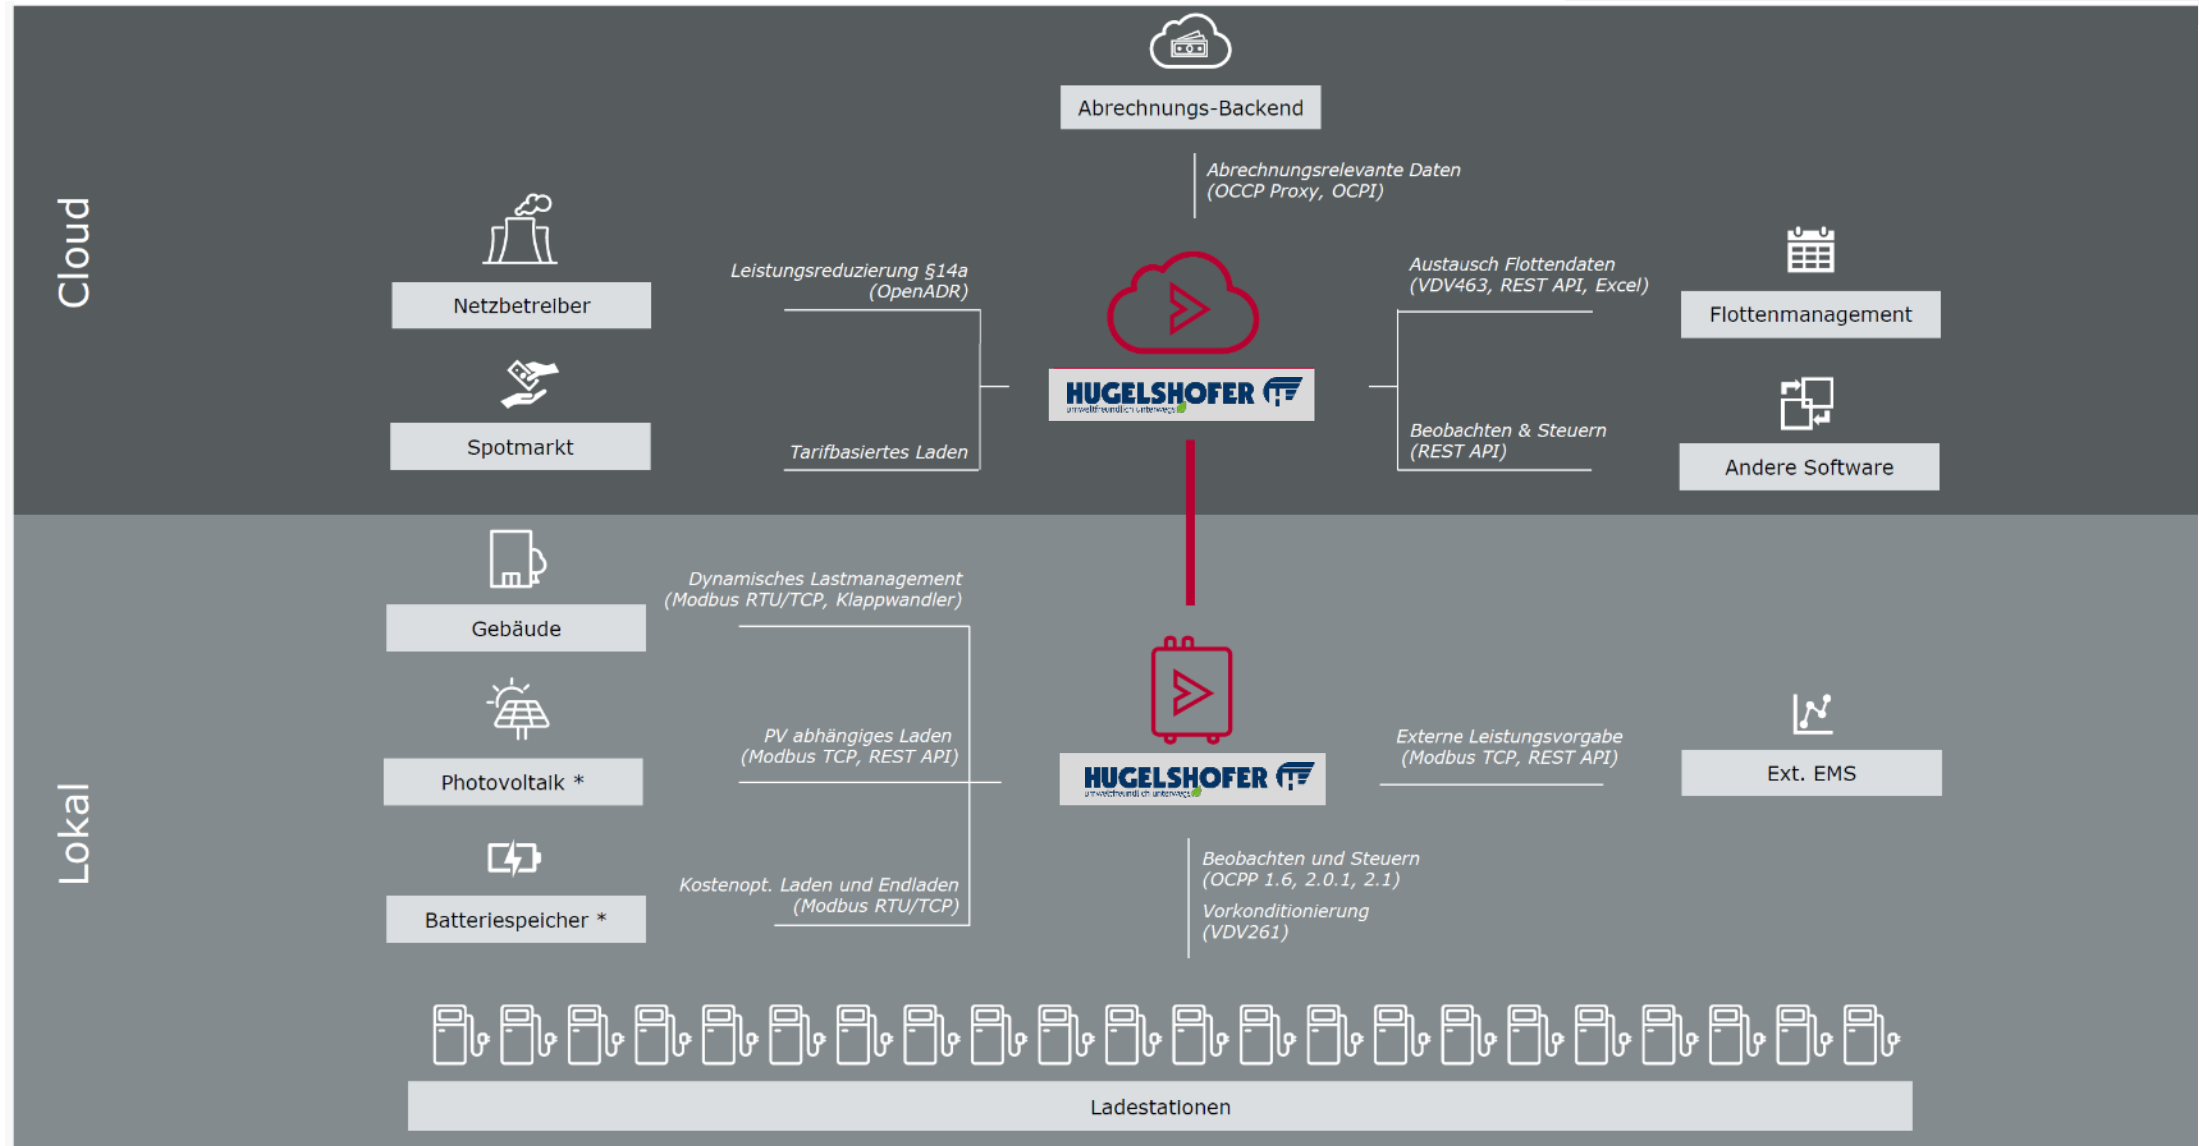 Cloud
Abrechnungs-Backend
Abrechnungsrelevante Daten
(OCCP Proxy, OCPI)
Netzbetreiber
Leistungsreduzierung §14a
(OpenADR)
Spotmarkt
Tarifbasiertes Laden
HUGELSHOFER
umweltfreundlich unterwegs
Austausch Flottendaten
(VDV463, REST API, Excel)
Flottenmanagement
Beobachten & Steuern
(REST API)
Andere Software
Lokal
Gebäude
Dynamisches Lastmanagement
(Modbus RTU/TCP, Klappwandler)
Photovoltaik *
PV abhängiges Laden
(Modbus TCP, REST API)
Batteriespeicher *
Kostenopt. Laden und Endladen
(Modbus RTU/TCP)
HUGELSHOFER
umweltfreundlich unterwegs
Externe Leistungsvorgabe
(Modbus TCP, REST API)
Ext. EMS
Beobachten und Steuern
(OCPP 1.6, 2.0.1, 2.1)
Vorkonditionierung
(VDV261)
Ladestationen